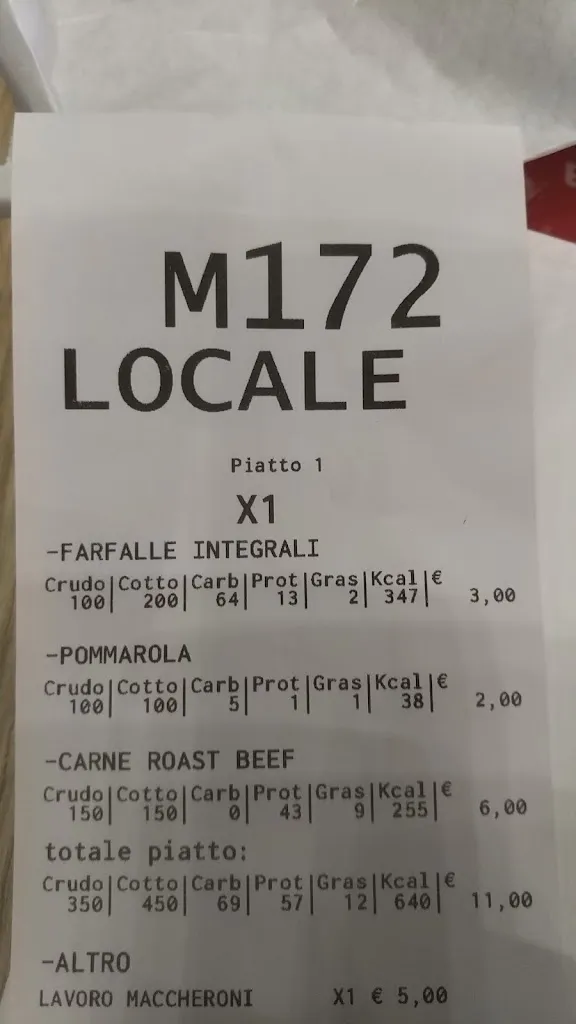 M172
LOCALE
Piatto 1
X1
-FARFALLE INTEGRALI
Crudo|Cotto|Carb|Prot|Gras|Kcal|€
100| 200| 64| 13| 2| 347| 3,00
-POMMAROLA
Crudo|Cotto|Carb|Prot|Gras|Kcal|€
100| 100| 5| 1| 1| 38| 2,00
-CARNE ROAST BEEF
Crudo|Cotto|Carb|Prot|Gras|Kcal|€
150| 150| 0| 43| 9| 255| 6,00
totale piatto:
Crudo|Cotto|Carb|Prot|Gras|Kcal|€
350| 450| 69| 57| 12| 640| 11,00
-ALTRO
LAVORO MACCHERONI X1 € 5,00